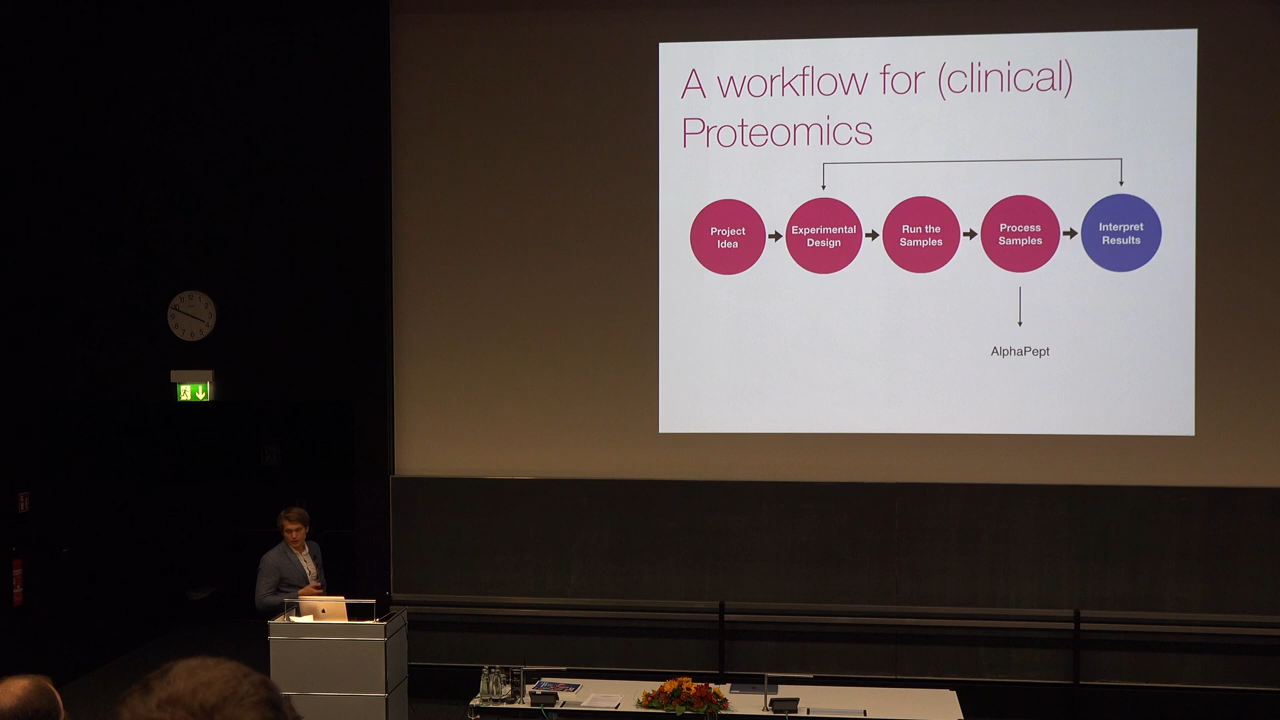 A workflow for (clinical)
Proteomics
Project
Idea
Experimental
Design
Run the
Samples
Process
Samples
Interpret
Results
AlphaPept